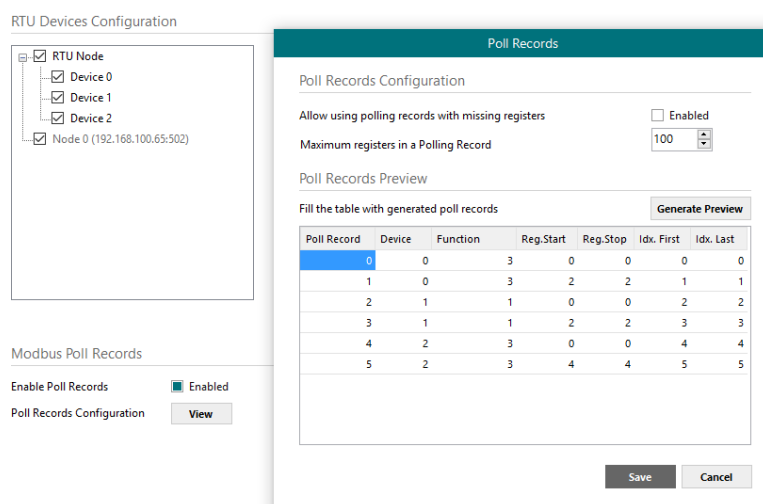 RTU Devices Configuration
RTU Node
Device 0
Device 1
Device 2
Node 0 (192.168.100.65:502)
Modbus Poll Records
Enable Poll Records Enabled
Poll Records Configuration View
Poll Records
Poll Records Configuration
Allow using polling records with missing registers Enabled
Maximum registers in a Polling Record 100
Poll Records Preview
Fill the table with generated poll records Generate Preview
Poll Record Device Function Reg.Start Reg.Stop Idx. First Idx. Last
0 0 3 0 0 0 0
1 0 3 2 2 1 1
2 1 1 0 0 2 2
3 1 1 2 2 3 3
4 2 3 0 0 4 4
5 2 3 4 4 5 5
Save Cancel